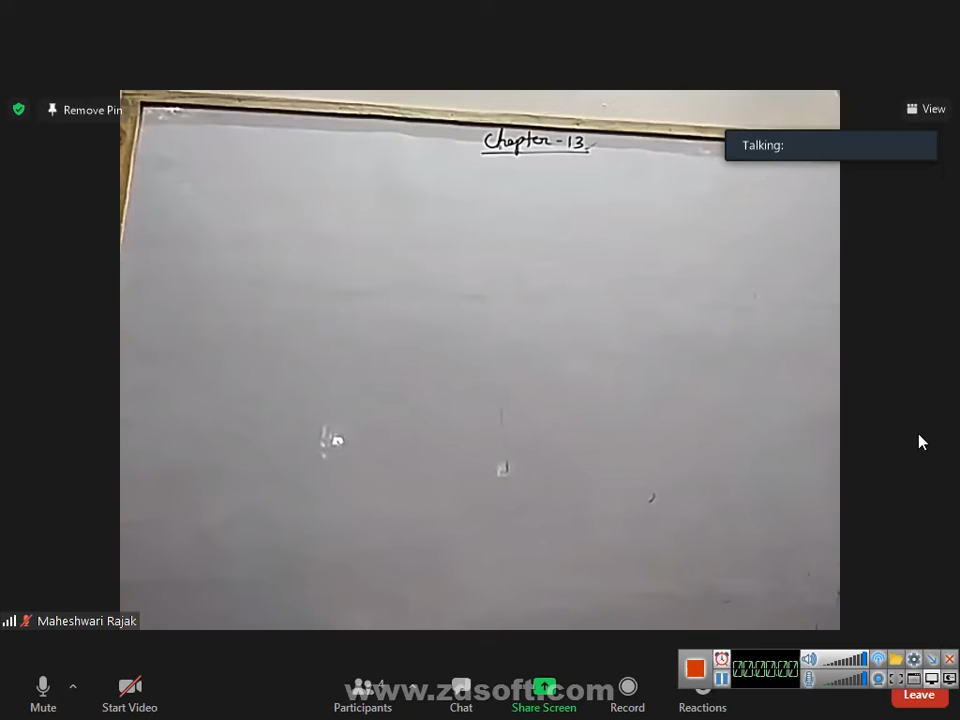 Remove Pin
View
Chapter-13
Talking:
Maheshwari Rajak
Mute
Start Video
Participants
Chat
Share Screen
Record
Reactions
Leave
www.zdsoft.com